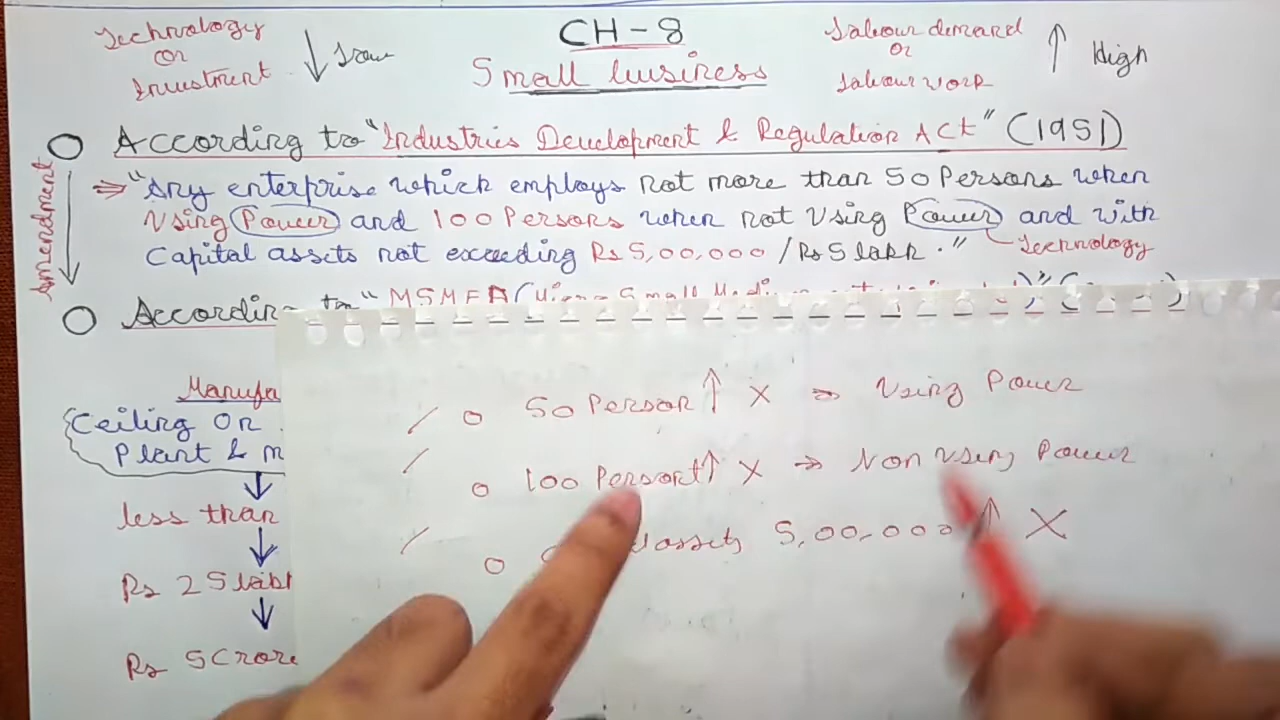 CH-8
Small business
Technology
or
Investment
Low
Labour demand
or
Labour work
High
According to "Industries Development & Regulation Act" (1951)
Amendment
⇒ "Any enterprise which employs not more than 50 Persons when
Using Power and 100 Persons when not Using Power and with
Capital assets not exceeding Rs 5,00,000 / Rs 5 lakh."
Technology
According to "MSME
Manufa
Ceiling On
Plant & m
less than
Rs 25 lakh
Rs 5 Crore
50 Person ↑ X ⇒ Using Power
100 Person ↑ X → Non Using Power
assets 5,00,000 ↑ X